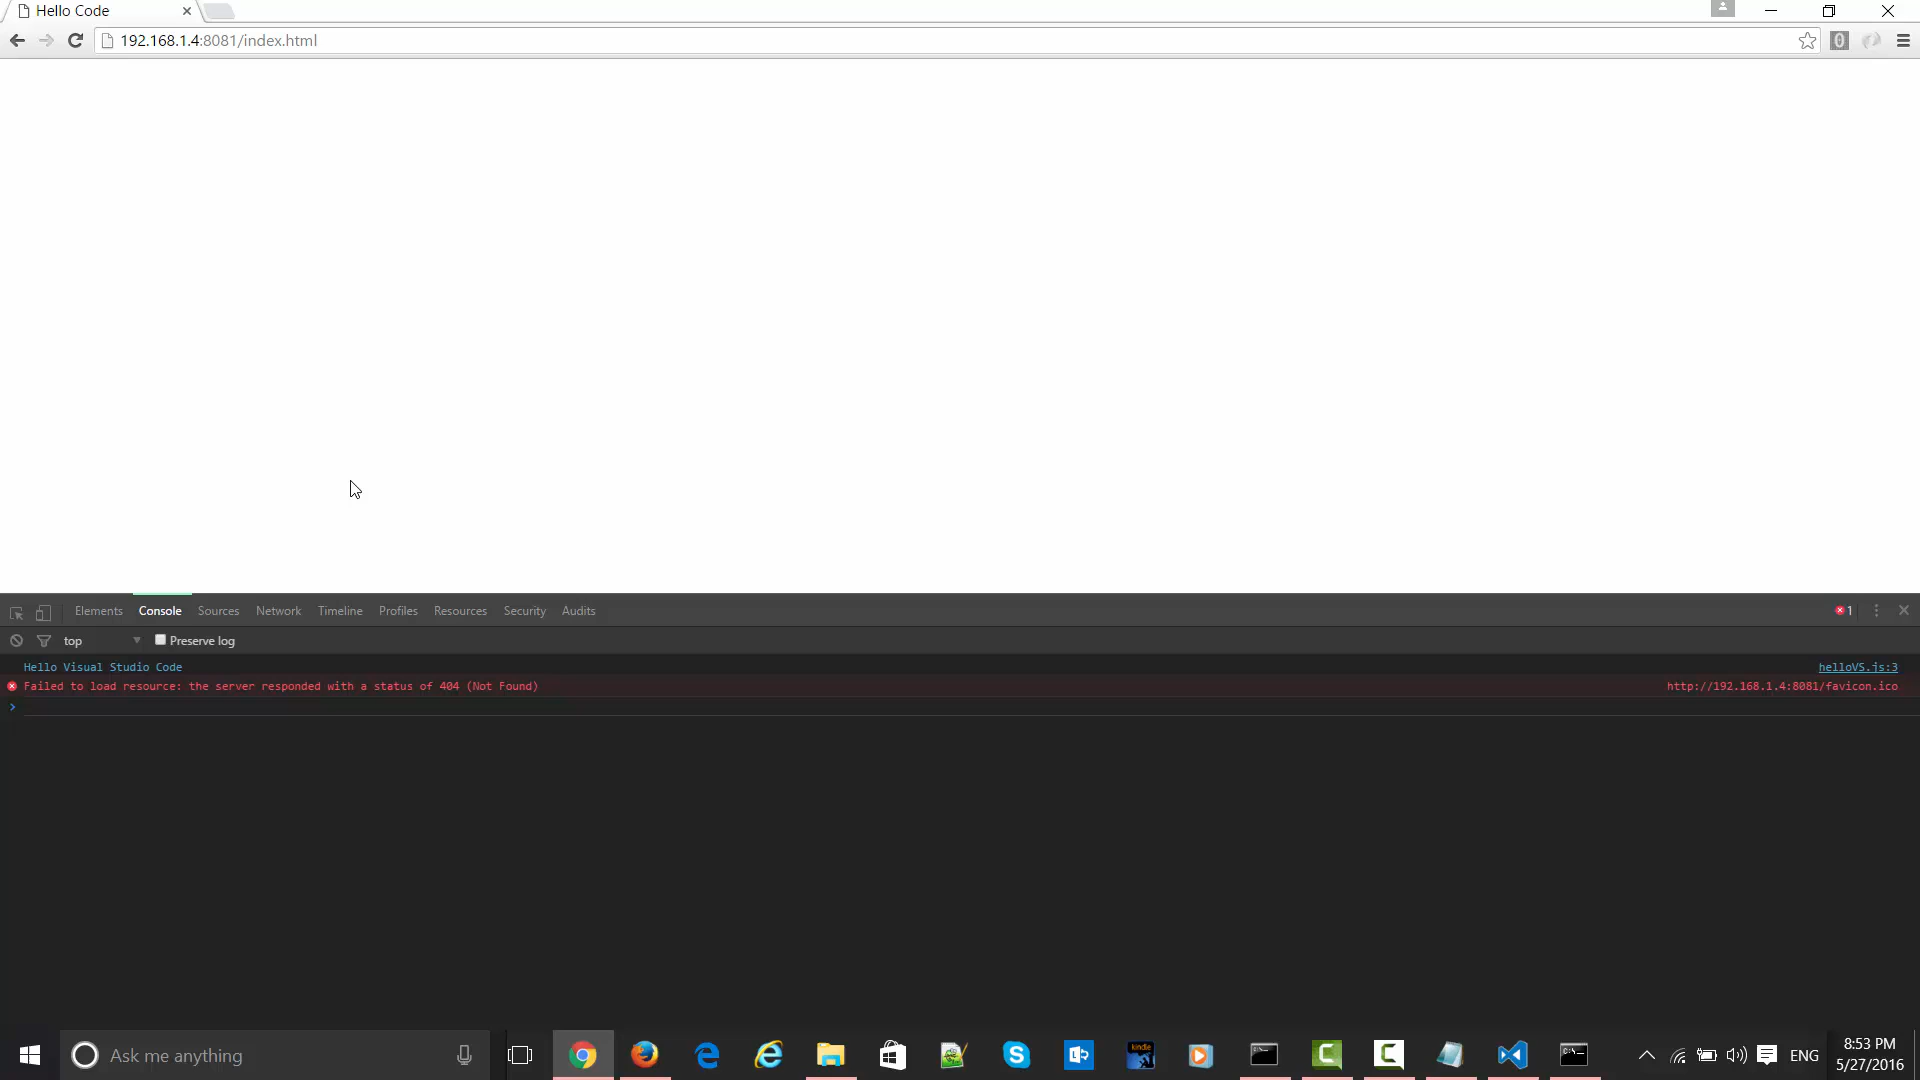 Hello Code
192.168.1.4:8081/index.html
Elements Console Sources Network Timeline Profiles Resources Security Audits 1
top Preserve log
Hello Visual Studio Code helloVS.js:3
Failed to load resource: the server responded with a status of 404 (Not Found) http://192.168.1.4:8081/favicon.ico
Ask me anything
kindle
ENG
8:53 PM
5/27/2016